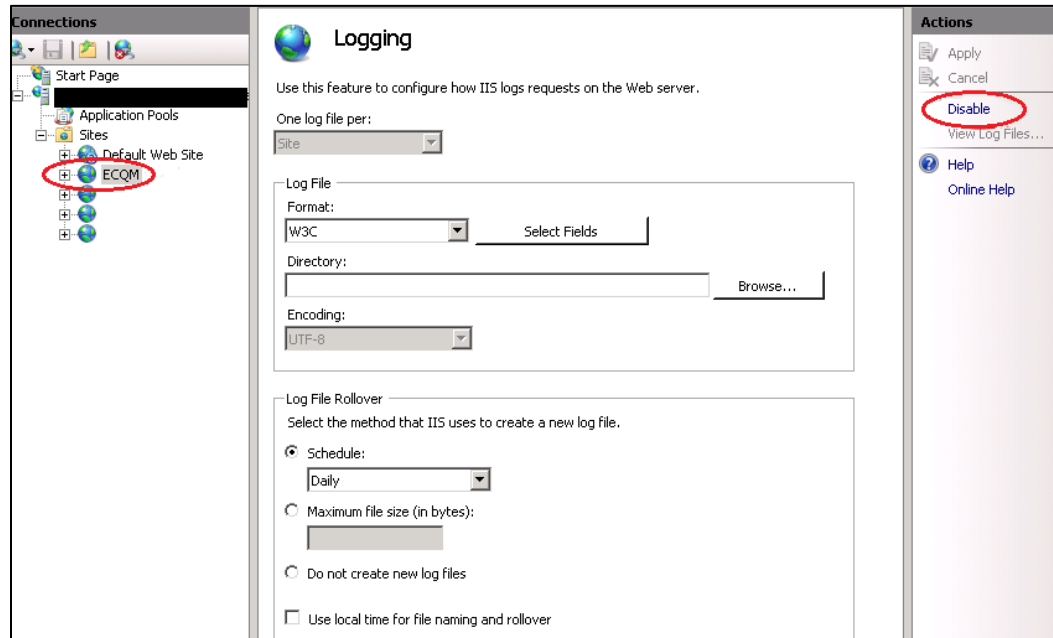 Connections
Start Page
Application Pools
Sites
Default Web Site
ECQM
Logging
Use this feature to configure how IIS logs requests on the Web server.
One log file per:
Site
Log File
Format:
W3C
Select Fields
Directory:
Browse...
Encoding:
UTF-8
Log File Rollover
Select the method that IIS uses to create a new log file.
Schedule:
Daily
Maximum file size (in bytes):
Do not create new log files
Use local time for file naming and rollover
Actions
Apply
Cancel
Disable
View Log Files...
Help
Online Help